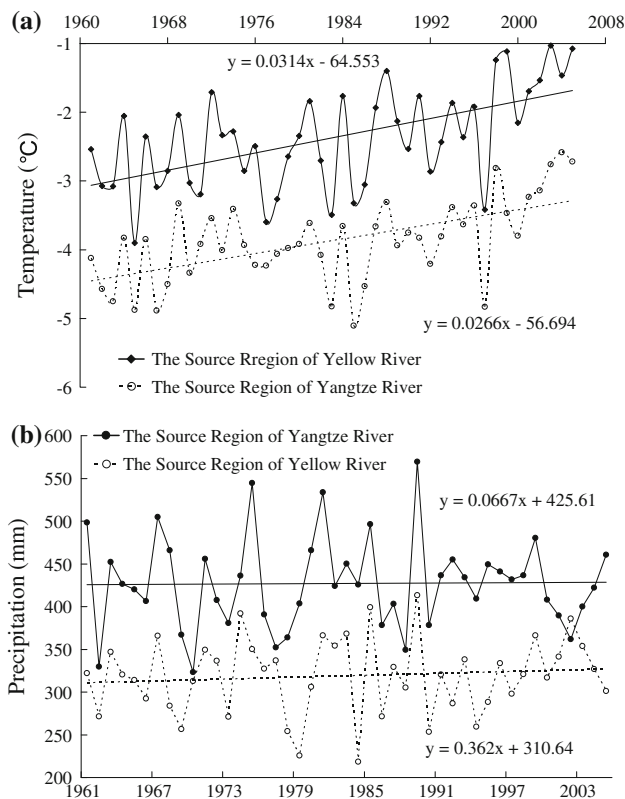 (a)
1960 1968 1976 1984 1992 2000 2008
-1
y = 0.0314x - 64.553
-2
-3
Temperature (℃)
-4
-5
y = 0.0266x - 56.694
The Source Rregion of Yellow River
-6
The Source Region of Yangtze River
(b)
600
The Source Region of Yangtze River
550
The Source Region of Yellow River
500
y = 0.0667x + 425.61
450
Precipitation (mm)
400
350
300
250
y = 0.362x + 310.64
200
1961 1967 1973 1979 1985 1991 1997 2003